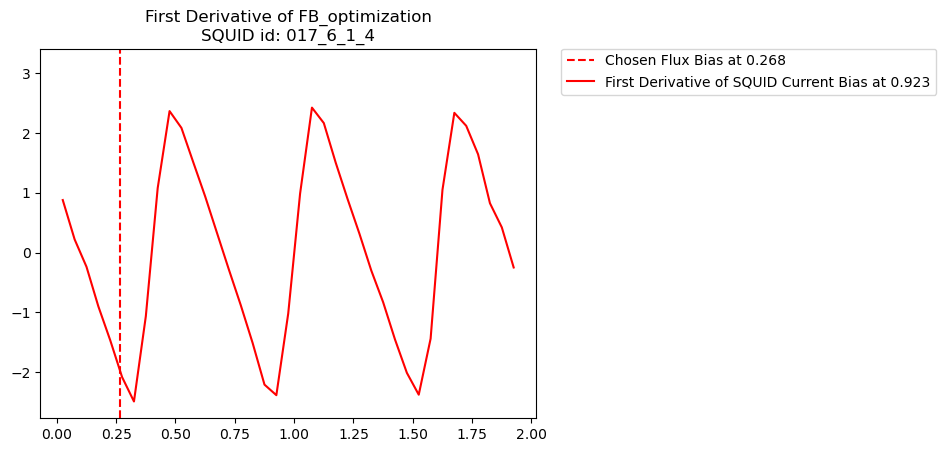 First Derivative of FB_optimization
SQUID id: 017_6_1_4
Chosen Flux Bias at 0.268
First Derivative of SQUID Current Bias at 0.923
3
2
1
0
−1
−2
0.00 0.25 0.50 0.75 1.00 1.25 1.50 1.75 2.00